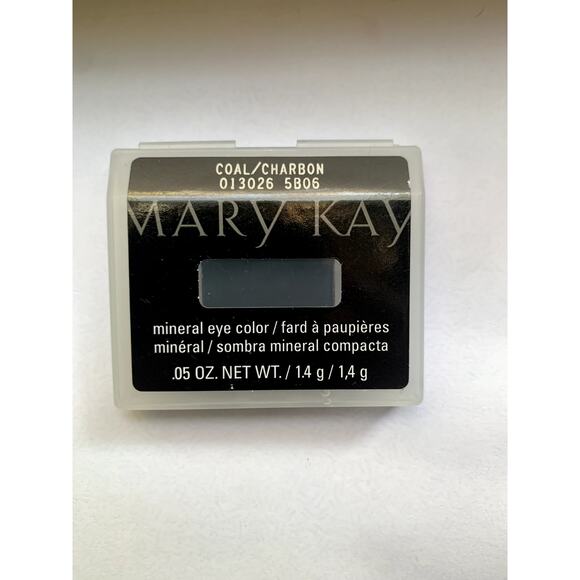 COAL/CHARBON
013026 5B06
MARY KAY
mineral eye color / fard à paupières
minéral / sombra mineral compacta
.05 OZ. NET WT. / 1.4 g / 1,4 g